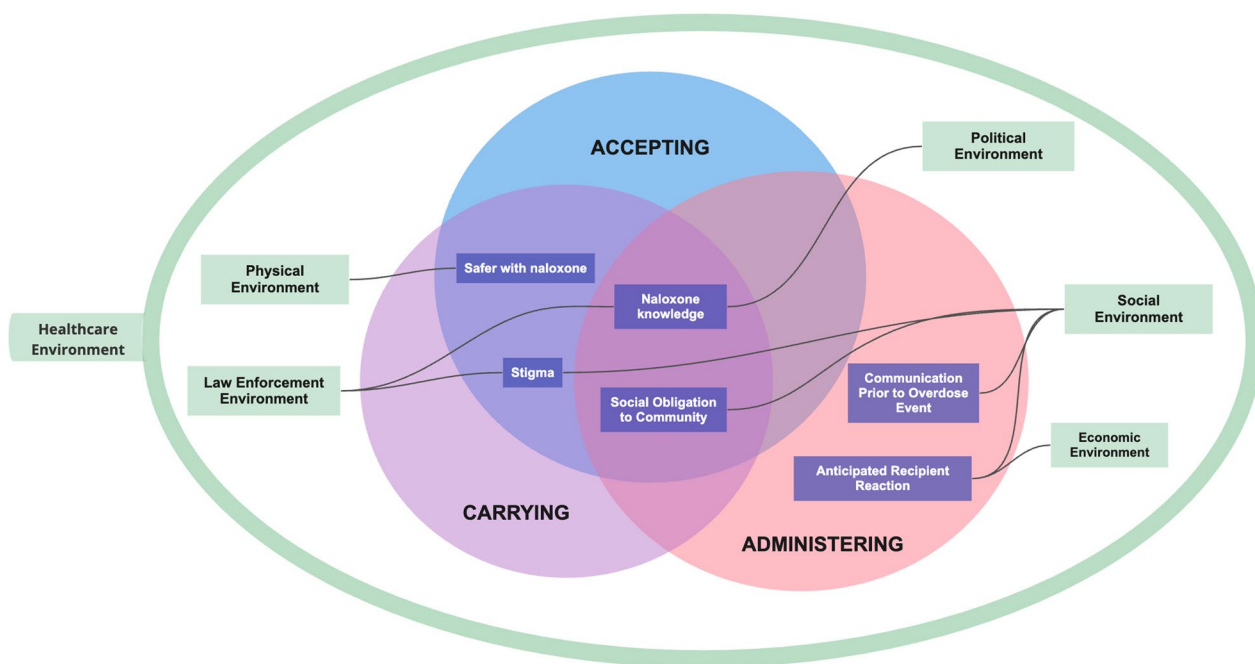 ACCEPTING
Political
Environment
Physical
Environment
Safer with naloxone
Naloxone
knowledge
Social
Environment
Healthcare
Environment
Law Enforcement
Environment
Stigma
Social Obligation
to Community
Communication
Prior to Overdose
Event
Economic
Environment
Anticipated Recipient
Reaction
CARRYING
ADMINISTERING